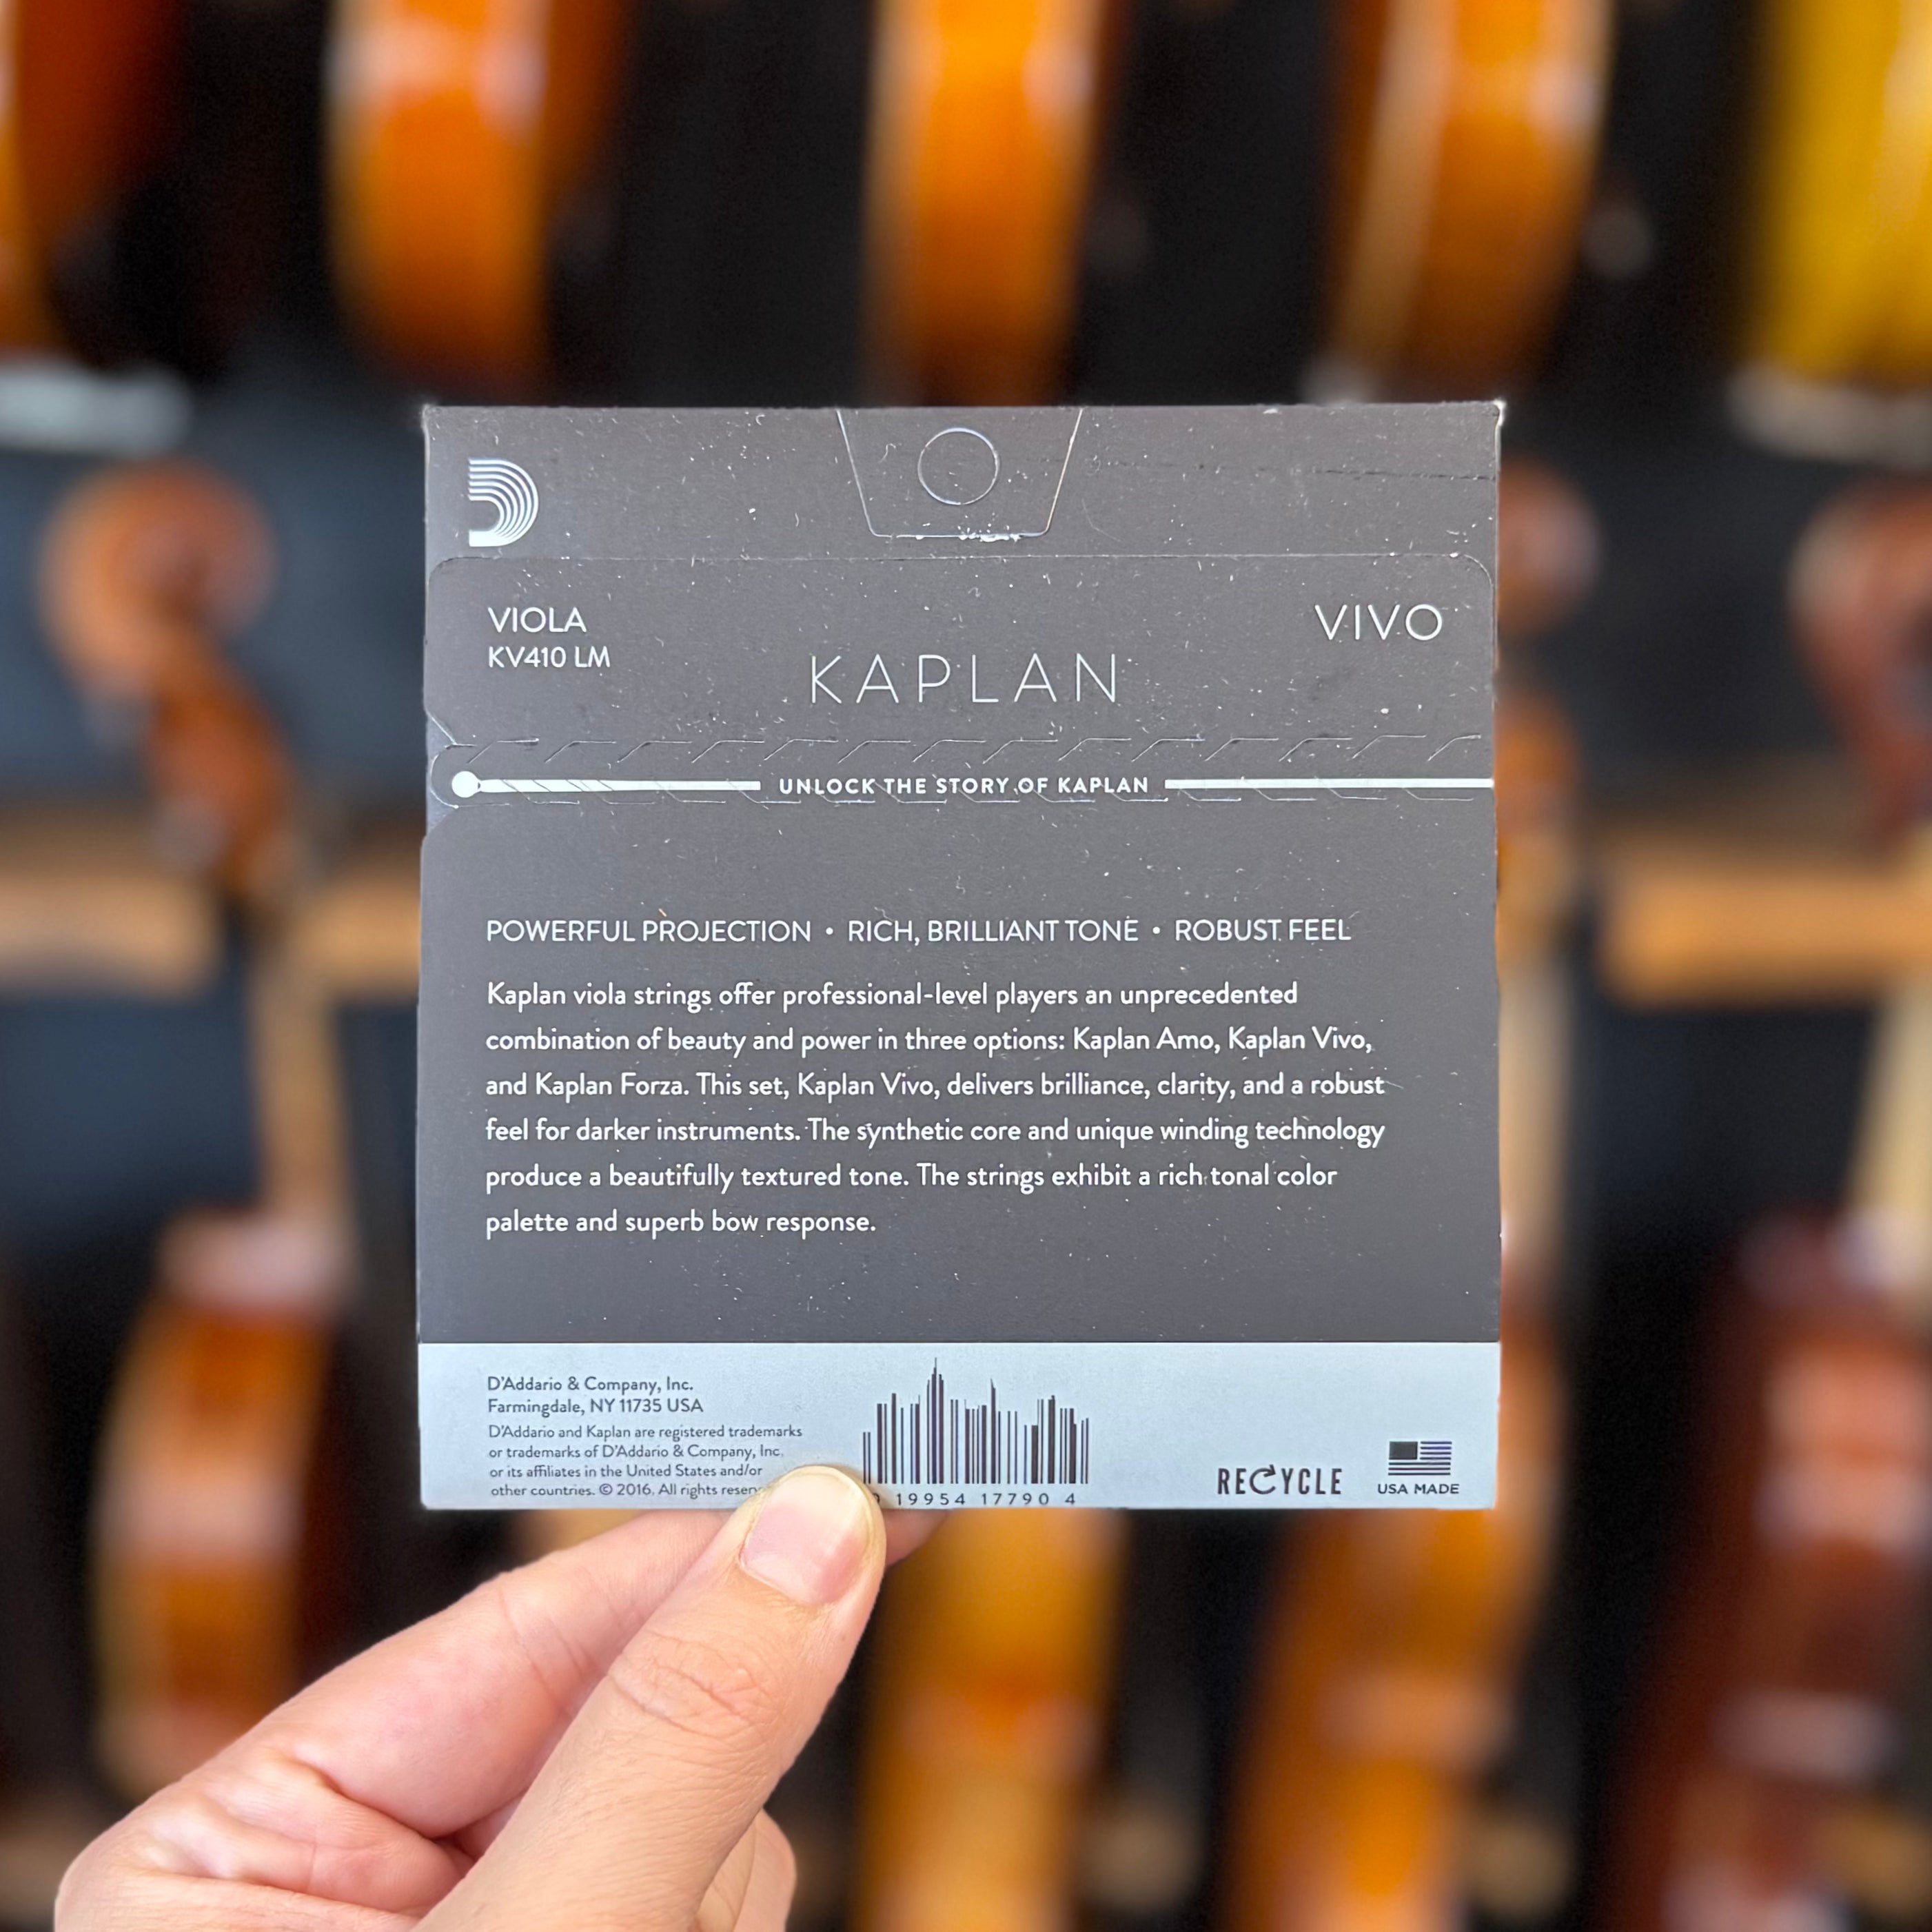 VIOLA
KV410 LM
VIVO
KAPLAN
UNLOCK THE STORY OF KAPLAN
POWERFUL PROJECTION • RICH, BRILLIANT TONE • ROBUST FEEL
Kaplan viola strings offer professional-level players an unprecedented
combination of beauty and power in three options: Kaplan Amo, Kaplan Vivo,
and Kaplan Forza. This set, Kaplan Vivo, delivers brilliance, clarity, and a robust
feel for darker instruments. The synthetic core and unique winding technology
produce a beautifully textured tone. The strings exhibit a rich tonal color
palette and superb bow response.
D'Addario & Company, Inc.
Farmingdale, NY 11735 USA
D'Addario and Kaplan are registered trademarks
or trademarks of D'Addario & Company, Inc.
or its affiliates in the United States and/or
other countries. © 2016. All rights
19954 17790 4
RECYCLE
USA MADE